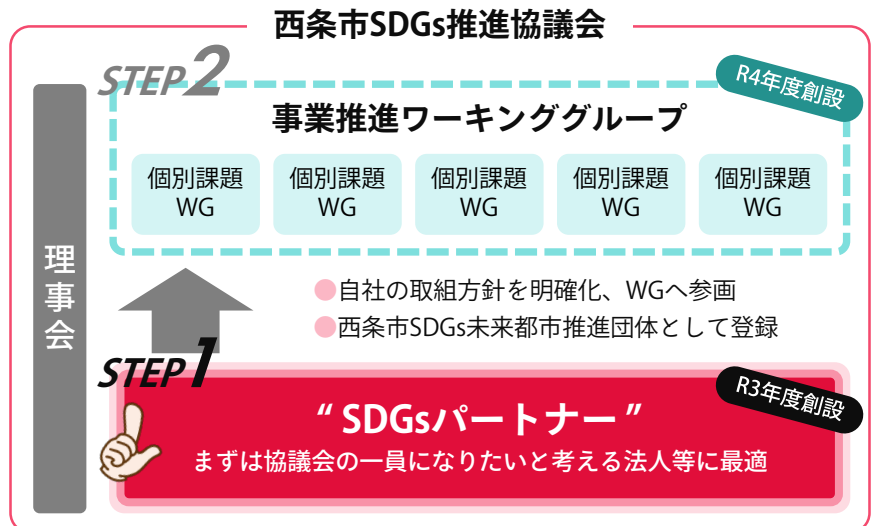 西条市SDGs推進協議会
STEP2
R4年度創設
事業推進ワーキンググループ
個別課題
WG
個別課題
WG
個別課題
WG
個別課題
WG
個別課題
WG
理事会
●自社の取組方針を明確化、WGへ参画
●西条市SDGs未来都市推進団体として登録
STEP1
R3年度創設
“ SDGsパートナー ”
まずは協議会の一員になりたいと考える法人等に最適